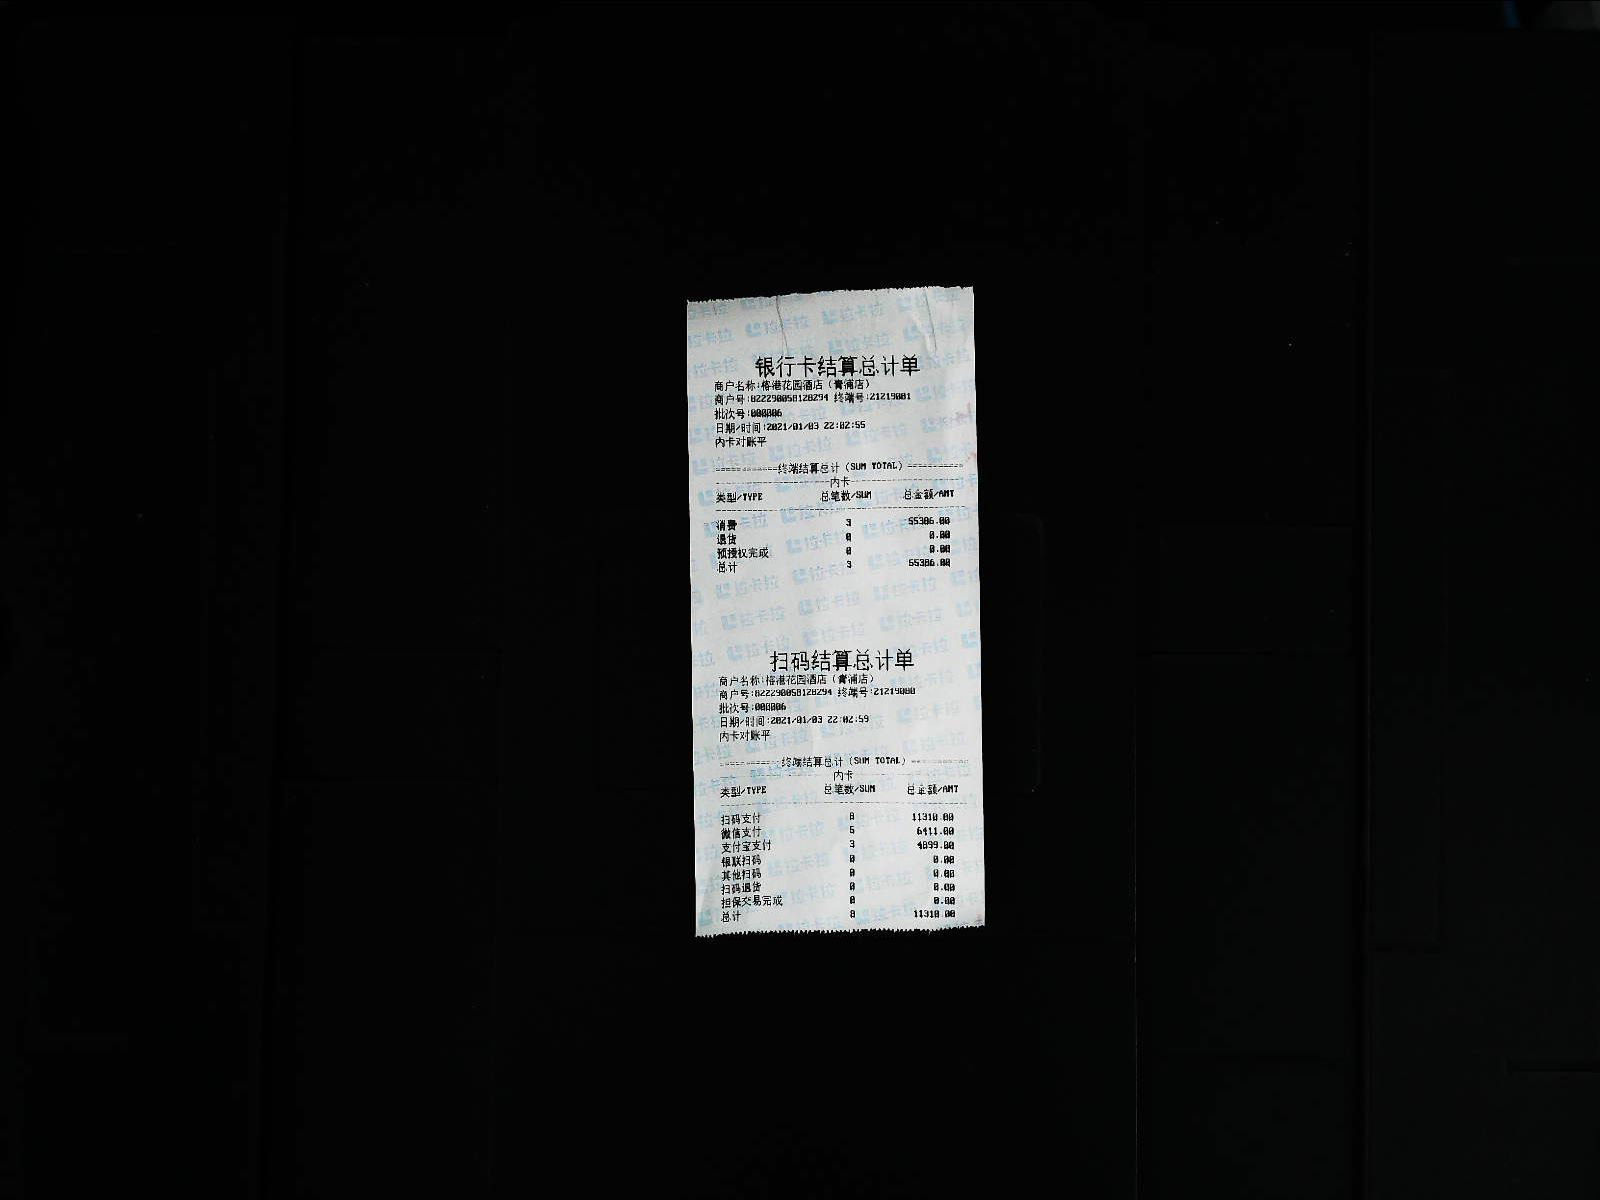 银行卡结算总计单
商户名称:榕港花园酒店（青浦店）
商户号:822290058128294 终端号:21219001
批次号:000006
日期/时间:2021/01/03 22:02:55
内卡对账平
-----------终端结算总计（SUM TOTAL）-----------
内卡
类型/TYPE 总笔数/SUM 总金额/AMT
消费 3 55386.00
退货 0 0.00
预授权完成 0 0.00
总计 3 55386.00
扫码结算总计单
商户名称:榕港花园酒店（青浦店）
商户号:822290058128294 终端号:21219000
批次号:000006
日期/时间:2021/01/03 22:02:59
内卡对账平
-----------终端结算总计（SUM TOTAL）-----------
内卡
类型/TYPE 总笔数/SUM 总金额/AMT
扫码支付 8 11310.00
微信支付 5 6411.00
支付宝支付 3 4899.00
银联扫码 0 0.00
其他扫码 0 0.00
扫码退货 0 0.00
担保交易完成 0 0.00
总计 8 11310.00